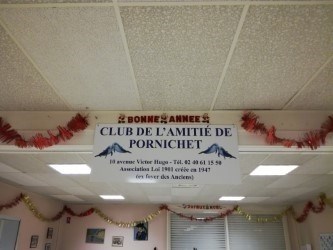 BONNE ANNEE
CLUB DE L'AMITIÉ DE
PORNICHET
10 avenue Victor Hugo - Tél. 02 40 61 15 50
Association Loi 1901 créée en 1947
(ex foyer des Anciens)